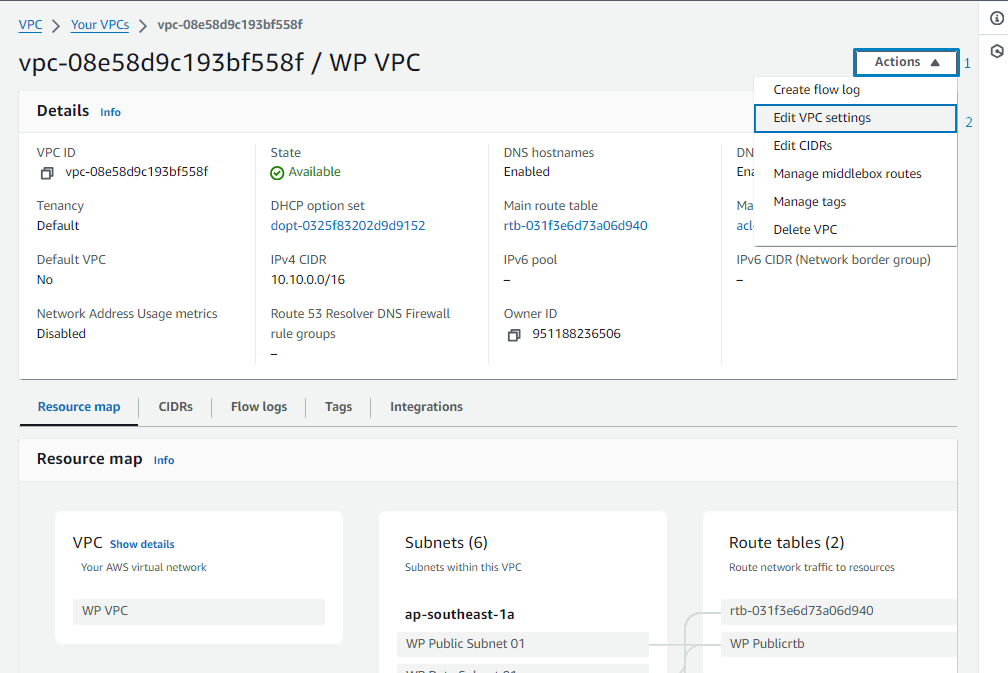 VPC > Your VPCs > vpc-08e58d9c193bf558f
vpc-08e58d9c193bf558f / WP VPC
Actions 1
Create flow log
Edit VPC settings 2
Edit CIDRs
Manage middlebox routes
Manage tags
Delete VPC
Details Info
VPC ID
vpc-08e58d9c193bf558f
State
Available
DNS hostnames
Enabled
DN
Ena
Tenancy
Default
DHCP option set
dopt-0325f83202d9d9152
Main route table
rtb-031f3e6d73a06d940
Ma
acl-
Default VPC
No
IPv4 CIDR
10.10.0.0/16
IPv6 pool
–
IPv6 CIDR (Network border group)
–
Network Address Usage metrics
Disabled
Route 53 Resolver DNS Firewall
rule groups
–
Owner ID
951188236506
Resource map CIDRs Flow logs Tags Integrations
Resource map Info
VPC Show details
Your AWS virtual network
WP VPC
Subnets (6)
Subnets within this VPC
ap-southeast-1a
WP Public Subnet 01
Route tables (2)
Route network traffic to resources
rtb-031f3e6d73a06d940
WP Publicrtb